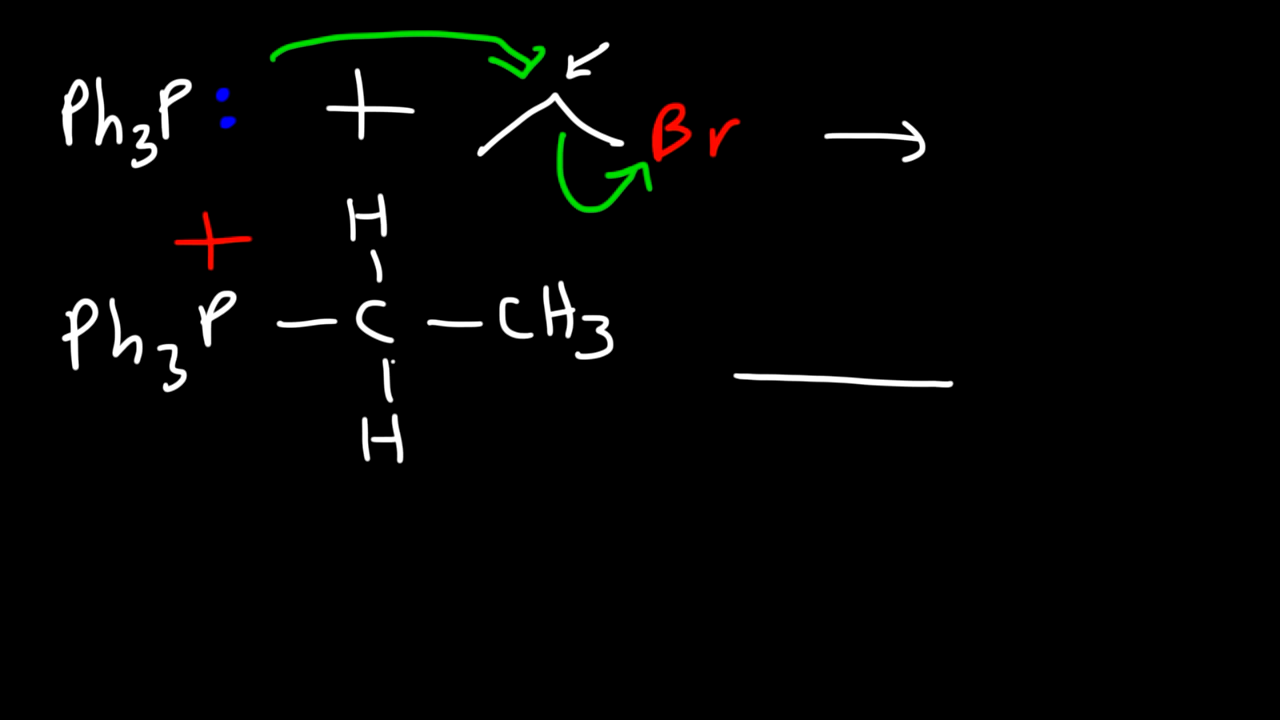 Ph3P: + Br →
+
H
Ph3P — C — CH3
H